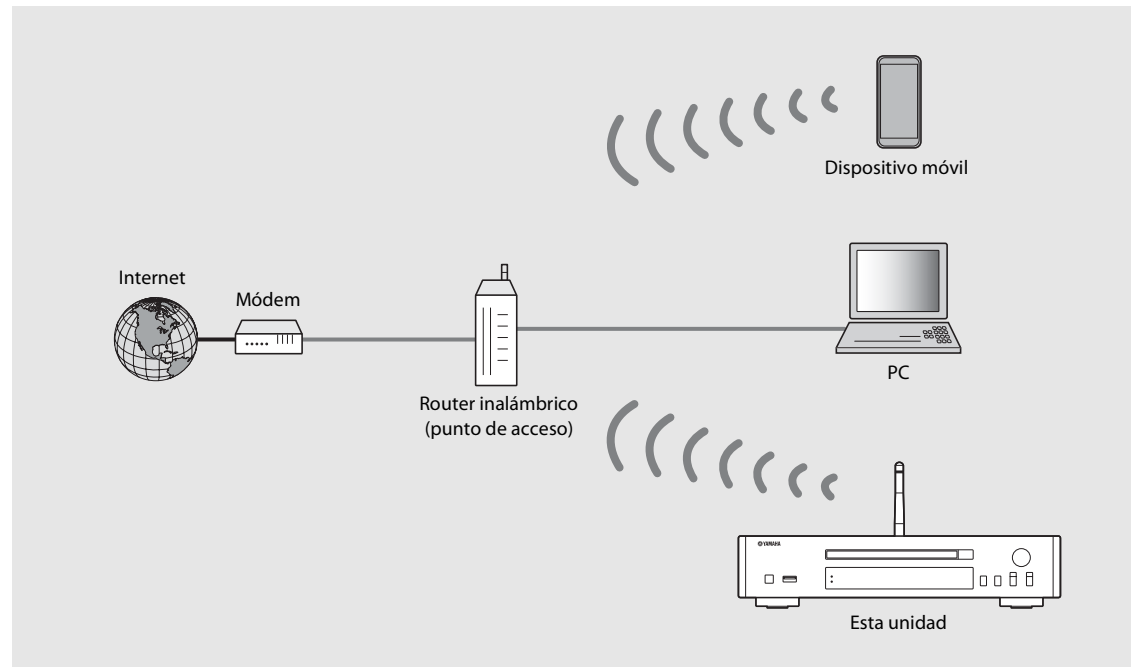 Dispositivo móvil
Internet
Módem
Router inalámbrico
(punto de acceso)
PC
YAMAHA
Esta unidad